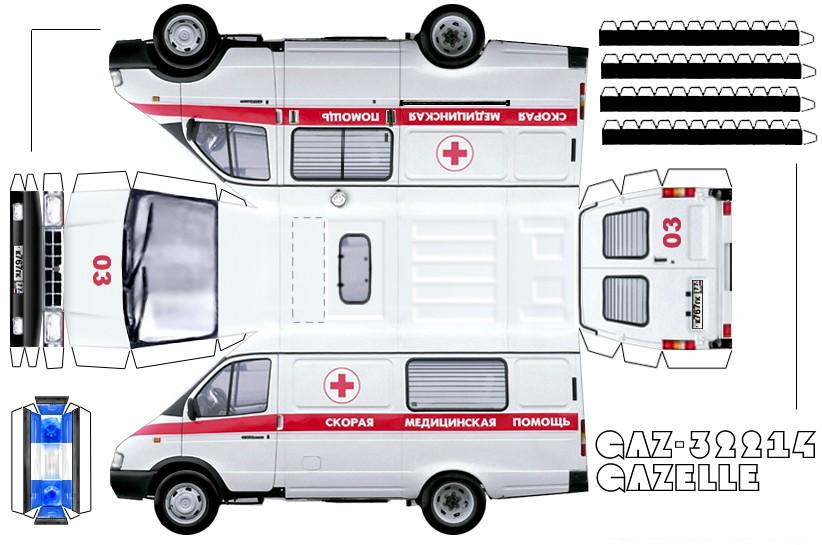 СКОРАЯ МЕДИЦИНСКАЯ ПОМОЩЬ
03
03
СКОРАЯ МЕДИЦИНСКАЯ ПОМОЩЬ
GAZ-32214
GAZELLE